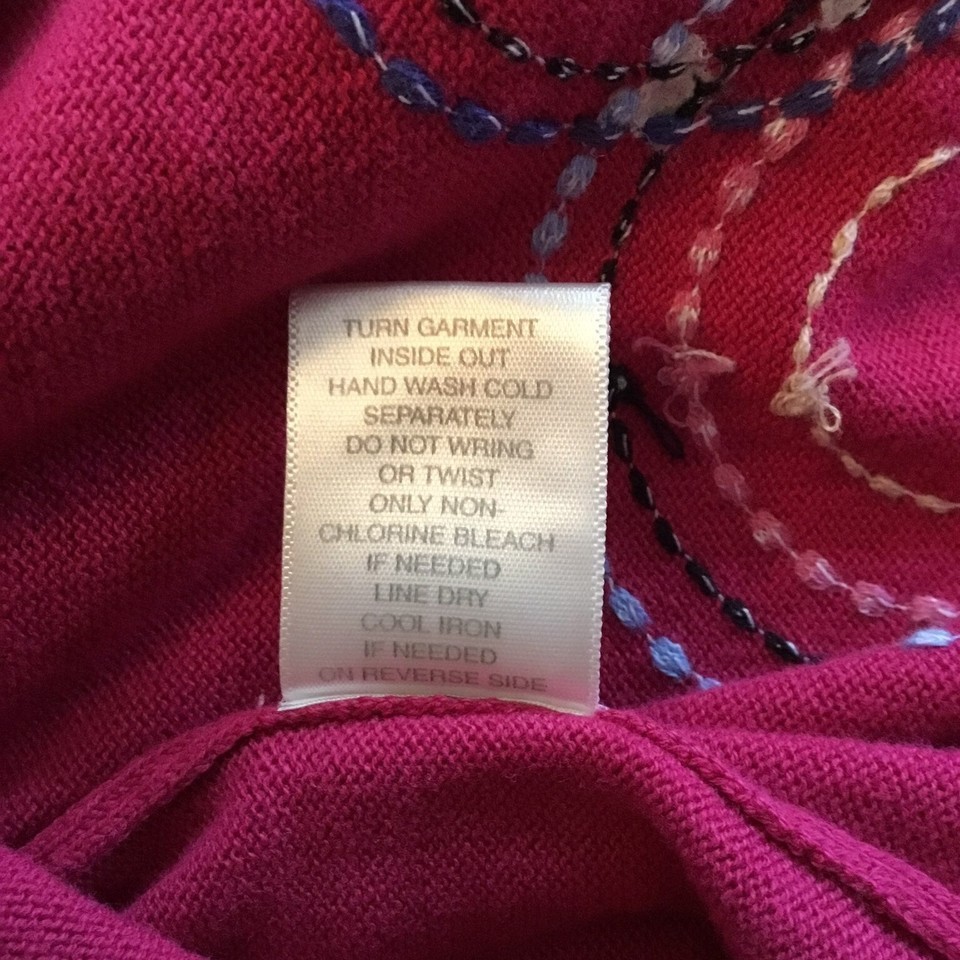 TURN GARMENT
INSIDE OUT
HAND WASH COLD
SEPARATELY
DO NOT WRING
OR TWIST
ONLY NON-
CHLORINE BLEACH
IF NEEDED
LINE DRY
COOL IRON
IF NEEDED
ON REVERSE SIDE